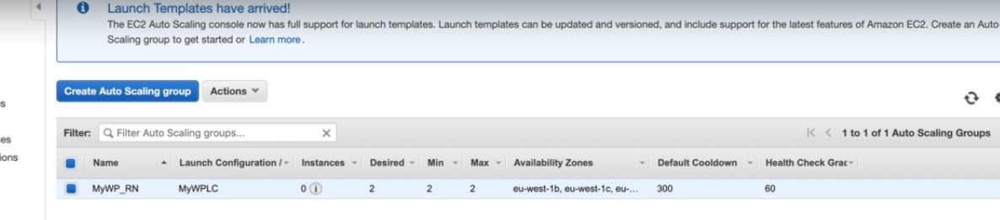 Launch Templates have arrived!
The EC2 Auto Scaling console now has full support for launch templates. Launch templates can be updated and versioned, and include support for the latest features of Amazon EC2. Create an Auto
Scaling group to get started or Learn more.
Create Auto Scaling group Actions
s
Filter: Filter Auto Scaling groups... 1 to 1 of 1 Auto Scaling Groups
es
ions
Name Launch Configuration / Instances Desired Min Max Availability Zones Default Cooldown Health Check Grac
MyWP_RN MyWPLC 0 2 2 2 eu-west-1b, eu-west-1c, eu-... 300 60